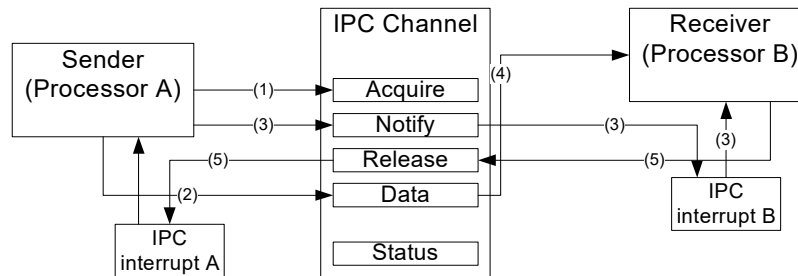 Sender
(Processor A)
IPC Channel
Receiver
(Processor B)
(1)
Acquire
(4)
(3)
Notify
(3)
(3)
(5)
Release
(5)
(2)
Data
IPC
interrupt A
IPC
interrupt B
Status